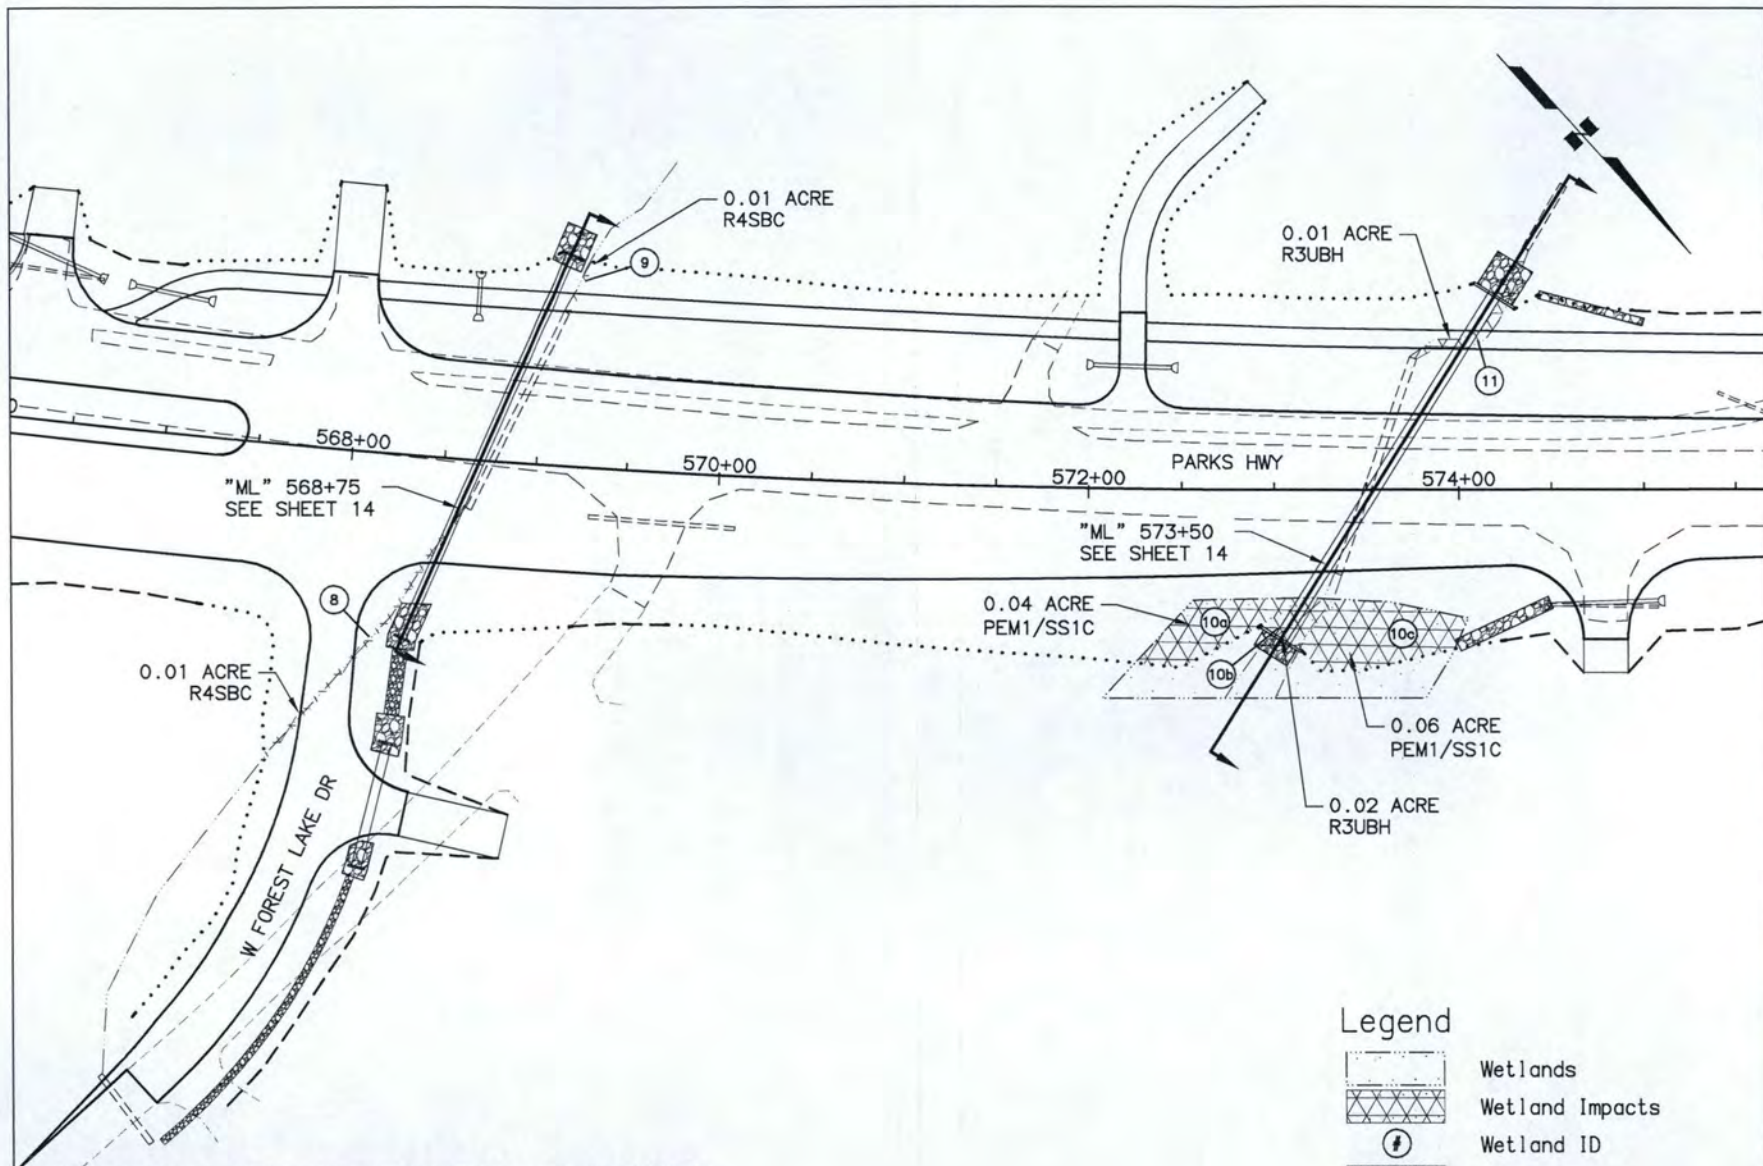 0.01 ACRE
R4SBC
9
0.01 ACRE
R3UBH
11
568+00
570+00
572+00
PARKS HWY
574+00
"ML" 568+75
SEE SHEET 14
"ML" 573+50
SEE SHEET 14
8
0.04 ACRE
PEM1/SS1C
10a
10c
10b
0.01 ACRE
R4SBC
0.06 ACRE
PEM1/SS1C
0.02 ACRE
R3UBH
W FOREST LAKE DR
Legend
Wetlands
Wetland Impacts
# Wetland ID